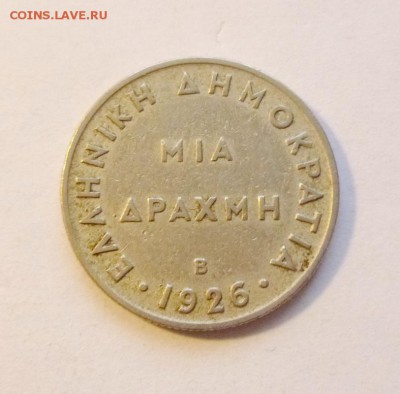 COINS.LAVE.RU
ΕΛΛΗΝΙΚΗ ΔΗΜΟΚΡΑΤΙΑ
ΜΙΑ
ΔΡΑΧΜΗ
Β
·1926·